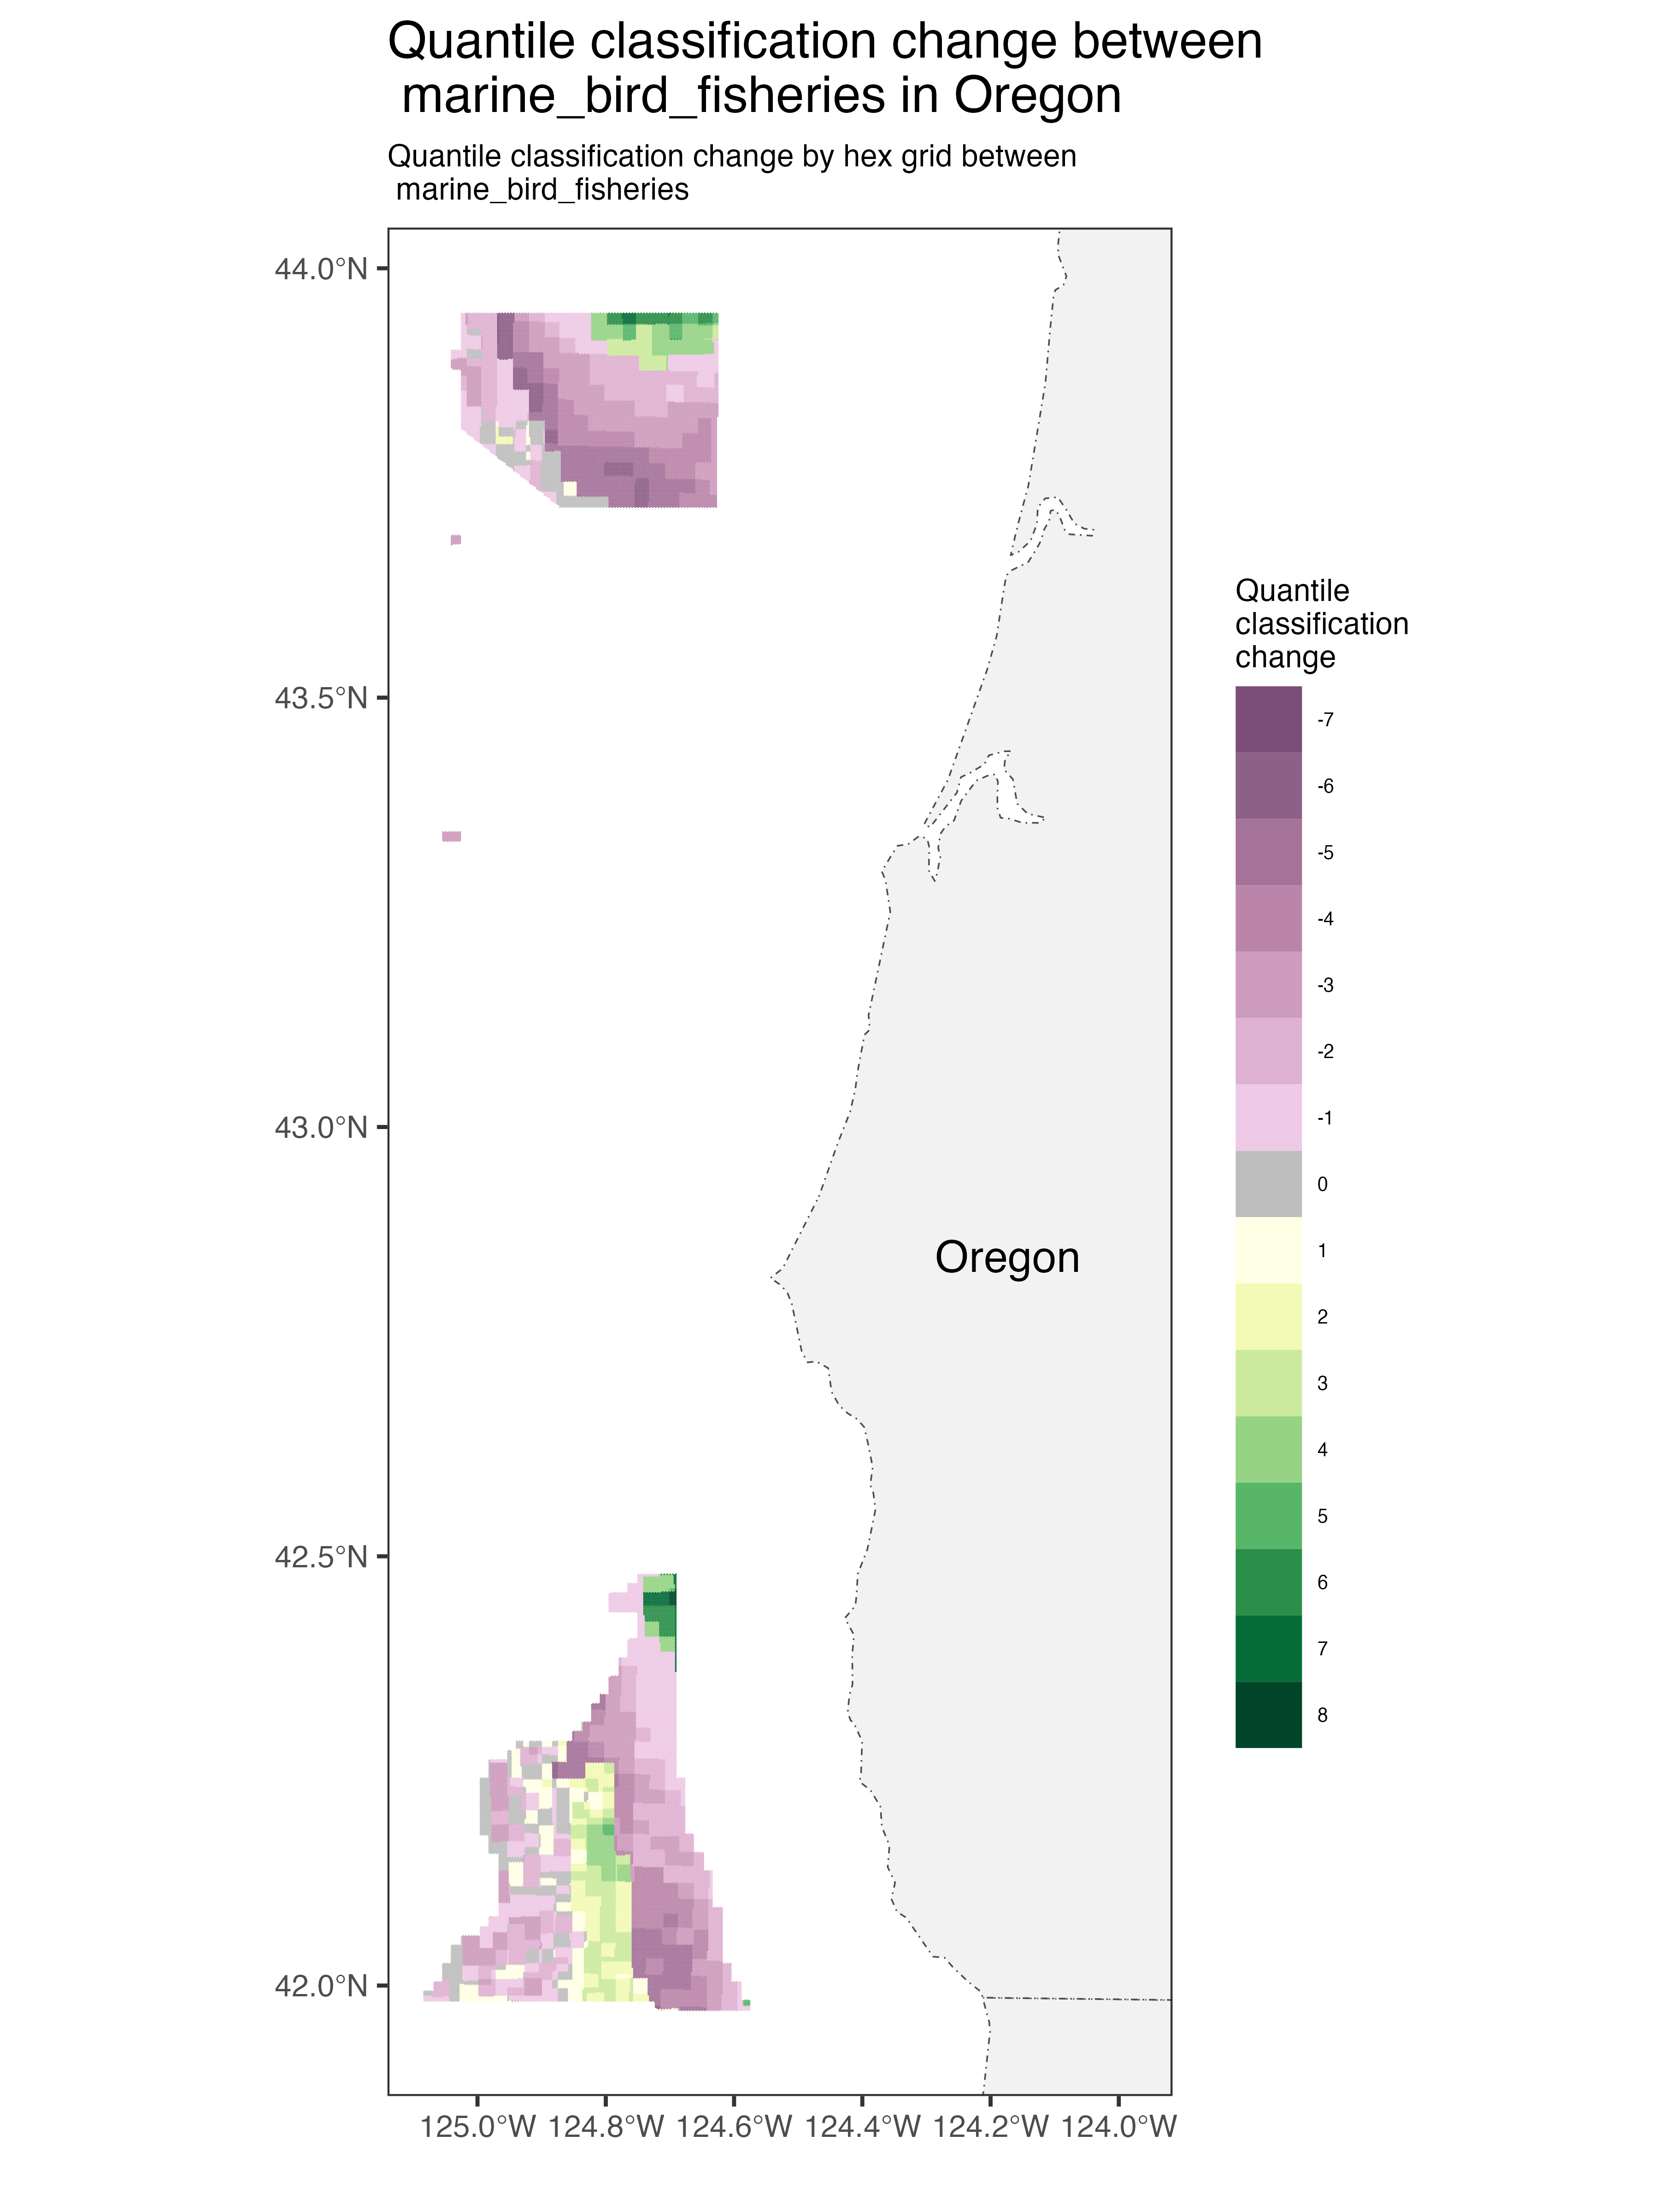 Quantile classification change between
marine_bird_fisheries in Oregon
Quantile classification change by hex grid between
marine_bird_fisheries
44.0°N
43.5°N
43.0°N
42.5°N
42.0°N
Oregon
125.0°W 124.8°W 124.6°W 124.4°W 124.2°W 124.0°W
Quantile
classification
change
-7
-6
-5
-4
-3
-2
-1
0
1
2
3
4
5
6
7
8